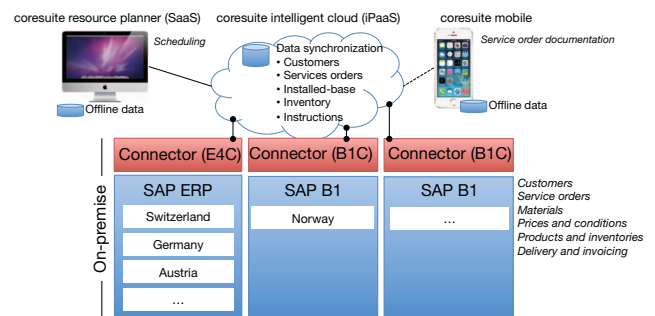 coresuite resource planner (SaaS)
coresuite intelligent cloud (iPaaS)
coresuite mobile
Scheduling
Service order documentation
Data synchronization
• Customers
• Services orders
• Installed-base
• Inventory
• Instructions
Offline data
Offline data
Connector (E4C)
Connector (B1C)
Connector (B1C)
On-premise
SAP ERP
Switzerland
Germany
Austria
...
SAP B1
Norway
SAP B1
...
Customers
Service orders
Materials
Prices and conditions
Products and inventories
Delivery and invoicing